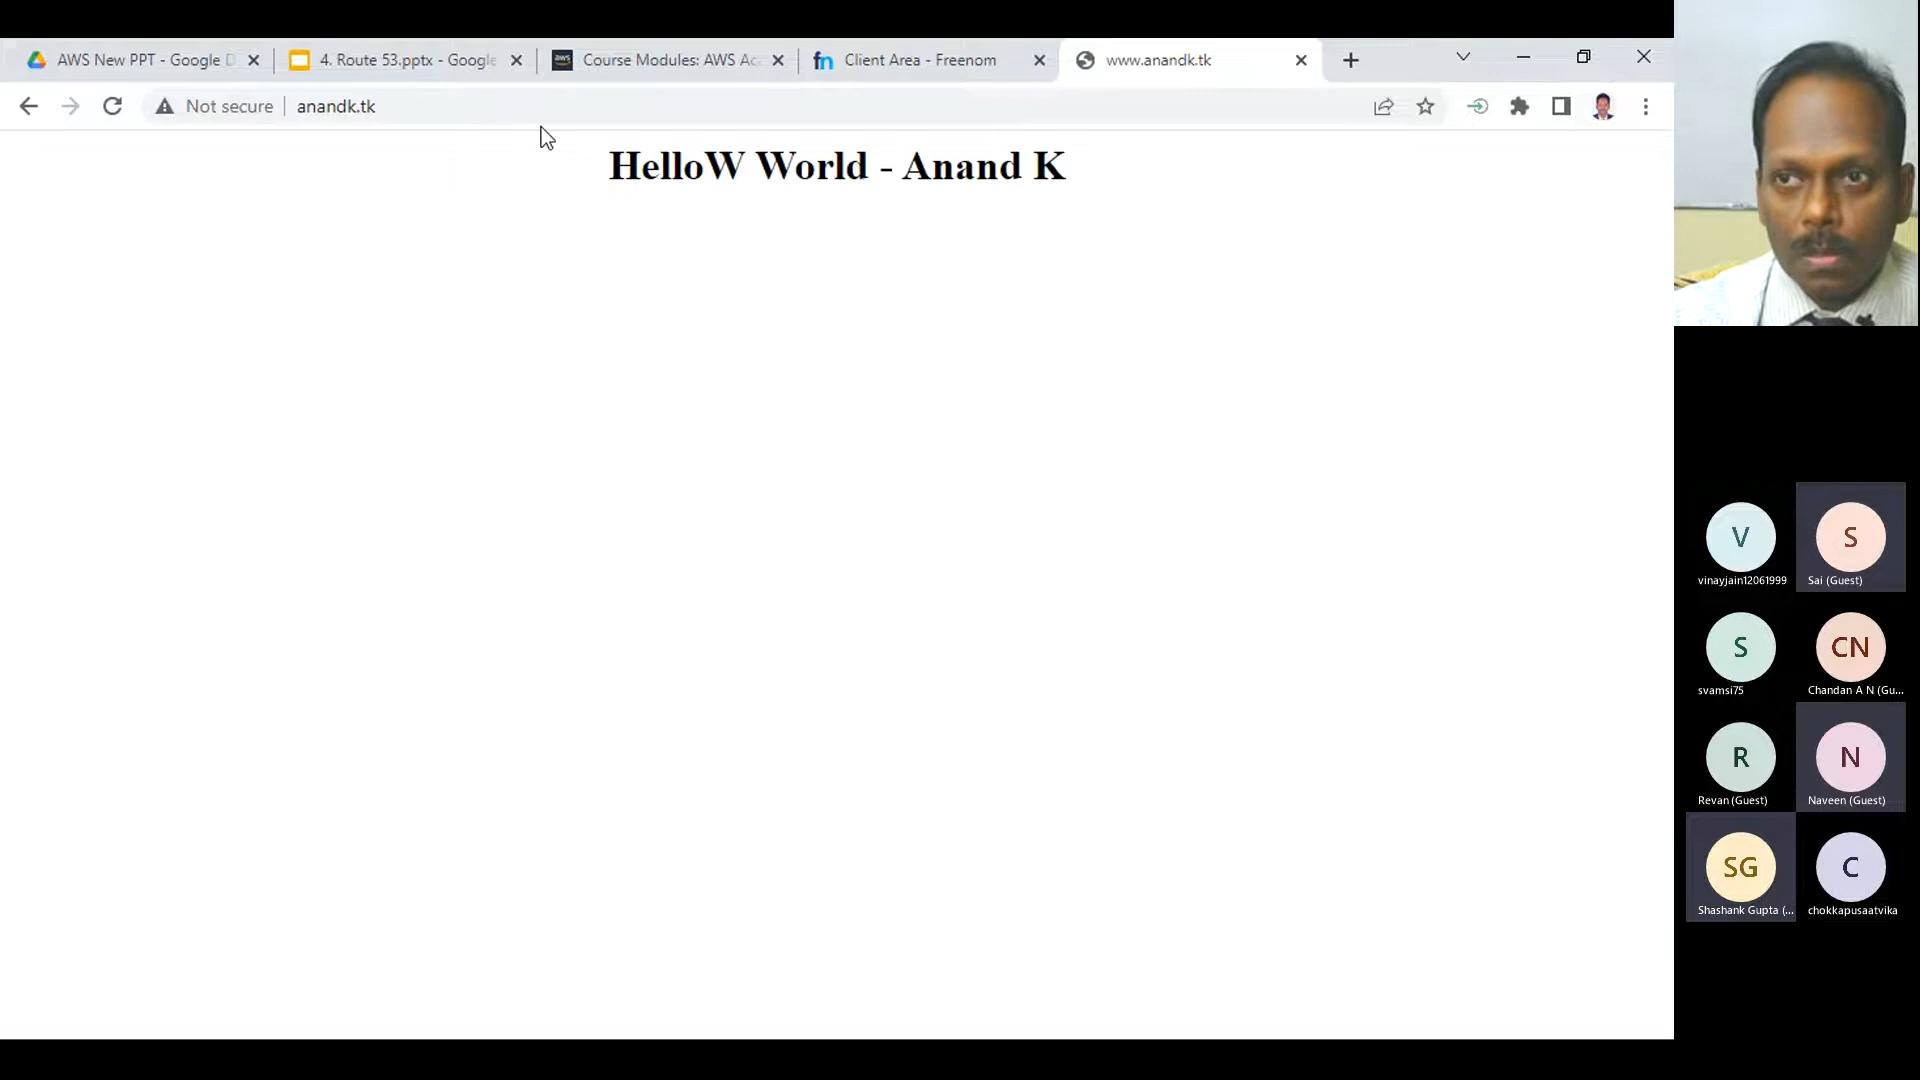 AWS New PPT - Google D
4. Route 53.pptx - Google
aws
Course Modules: AWS Ac
fn
Client Area - Freenom
www.anandk.tk
Not secure
anandk.tk
HelloW World - Anand K
V
vinayjain12061999
S
Sai (Guest)
S
svamsi75
CN
Chandan A N (Gu...
R
Revan (Guest)
N
Naveen (Guest)
SG
Shashank Gupta (...
C
chokkapusaatvika